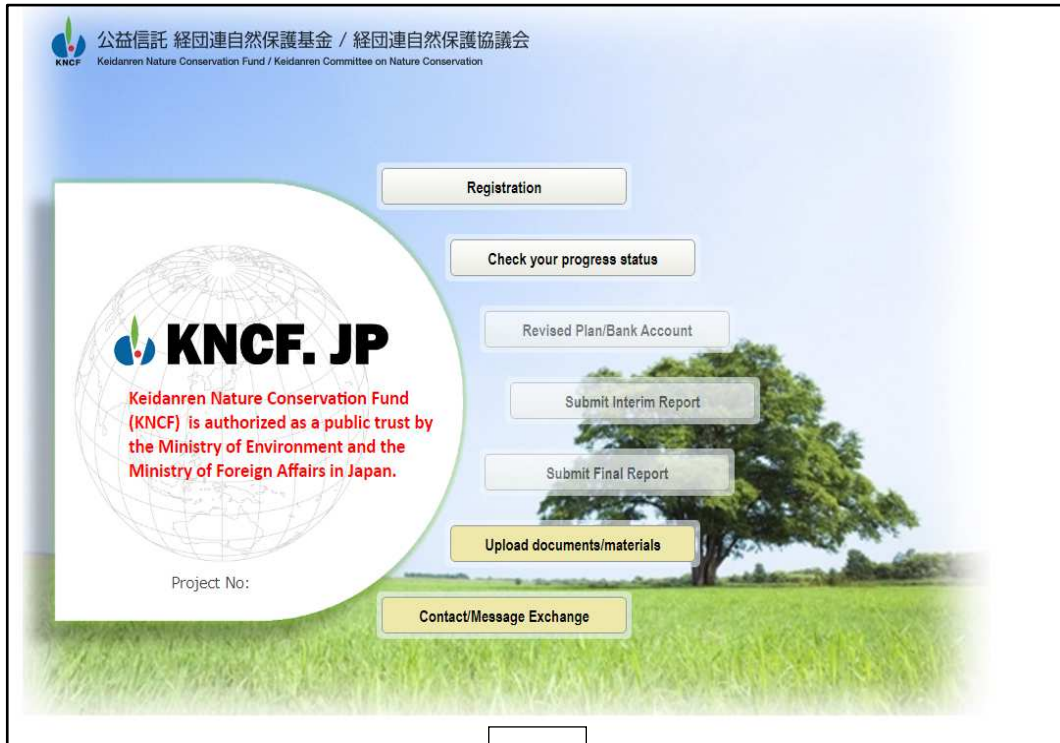 公益信託 経団連自然保護基金 / 経団連自然保護協議会
KNCF
Keidanren Nature Conservation Fund / Keidanren Committee on Nature Conservation
Registration
Check your progress status
Revised Plan/Bank Account
Submit Interim Report
Submit Final Report
Upload documents/materials
Contact/Message Exchange
KNCF. JP
Keidanren Nature Conservation Fund
(KNCF) is authorized as a public trust by
the Ministry of Environment and the
Ministry of Foreign Affairs in Japan.
Project No: